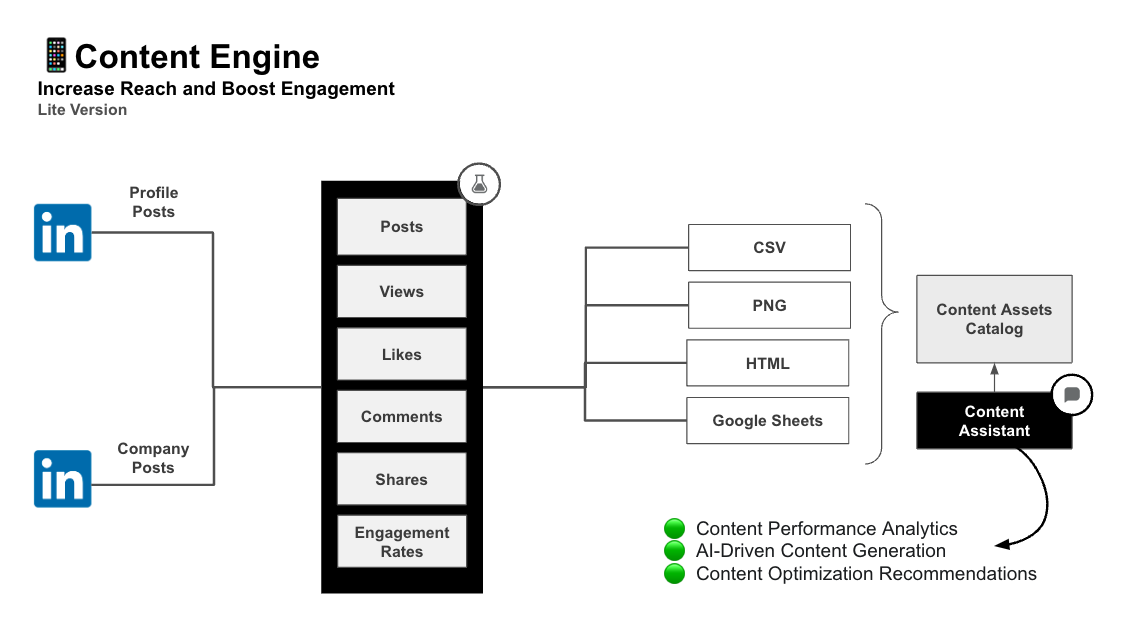 Content Engine
Increase Reach and Boost Engagement
Lite Version
Profile
Posts
in
Company
Posts
in
Posts
Views
Likes
Comments
Shares
Engagement
Rates
CSV
PNG
HTML
Google Sheets
Content Assets
Catalog
Content
Assistant
Content Performance Analytics
AI-Driven Content Generation
Content Optimization Recommendations